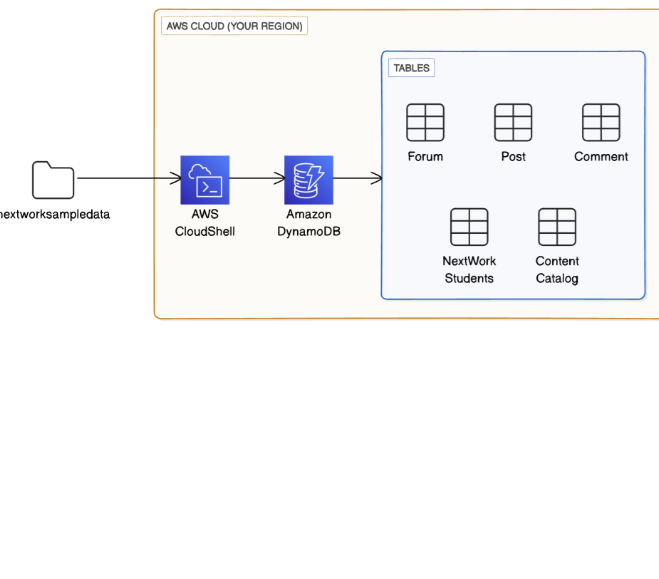 AWS CLOUD (YOUR REGION)
TABLES
Forum
Post
Comment
nextworksampledata
AWS
CloudShell
Amazon
DynamoDB
NextWork
Students
Content
Catalog